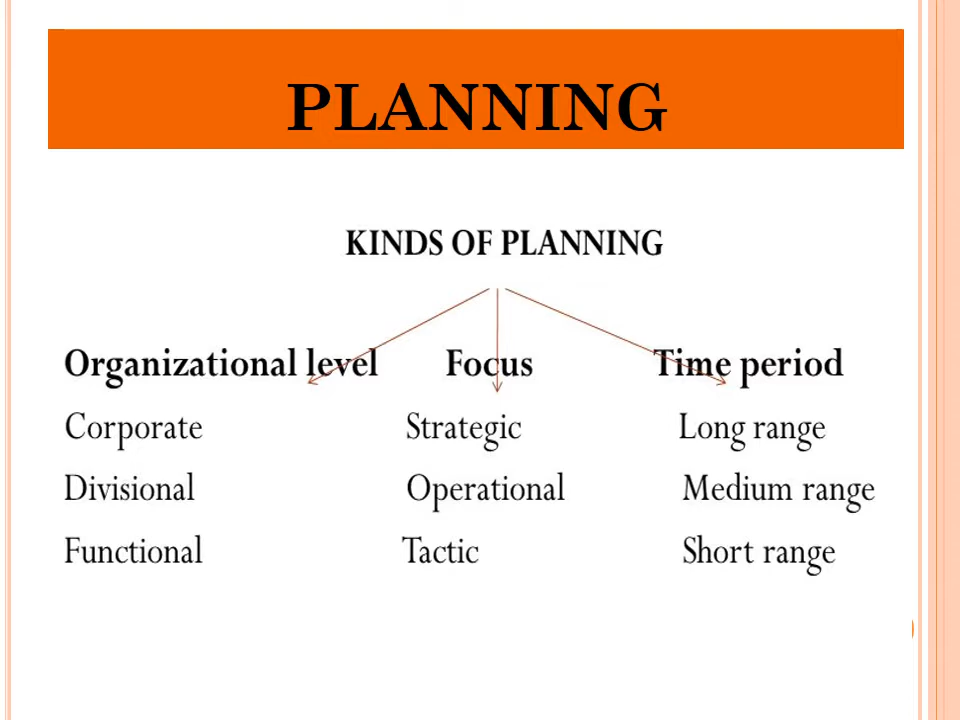 PLANNING
KINDS OF PLANNING
Organizational level Focus Time period
Corporate Strategic Long range
Divisional Operational Medium range
Functional Tactic Short range